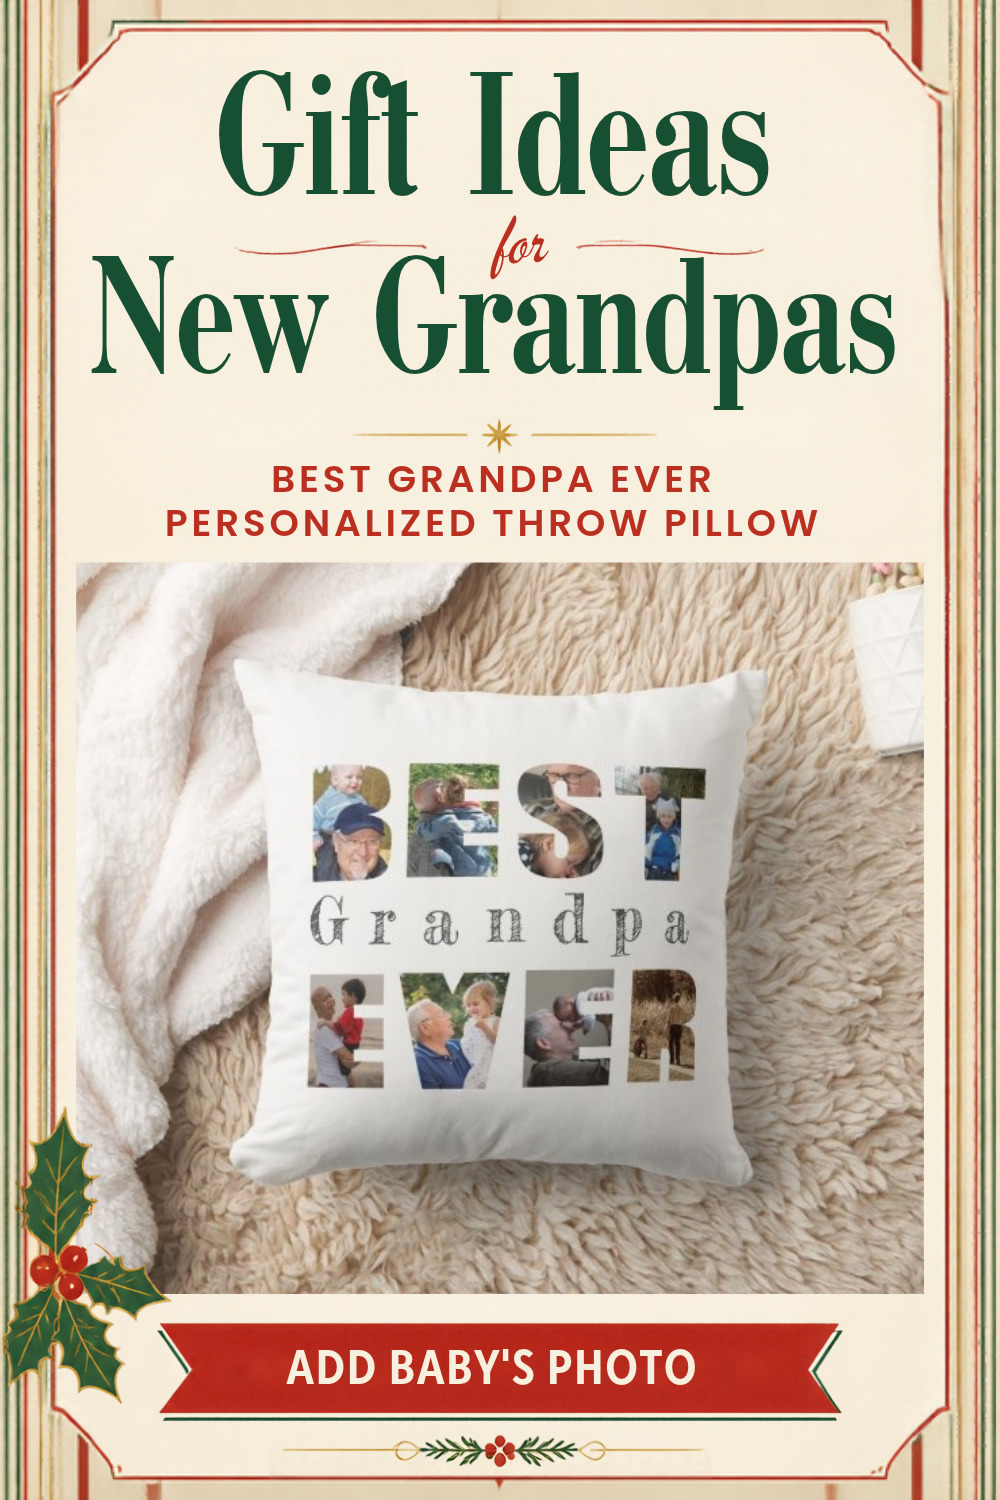 Gift Ideas
for
New Grandpas
BEST GRANDPA EVER
PERSONALIZED THROW PILLOW
BEST
Grandpa
EVER
ADD BABY'S PHOTO